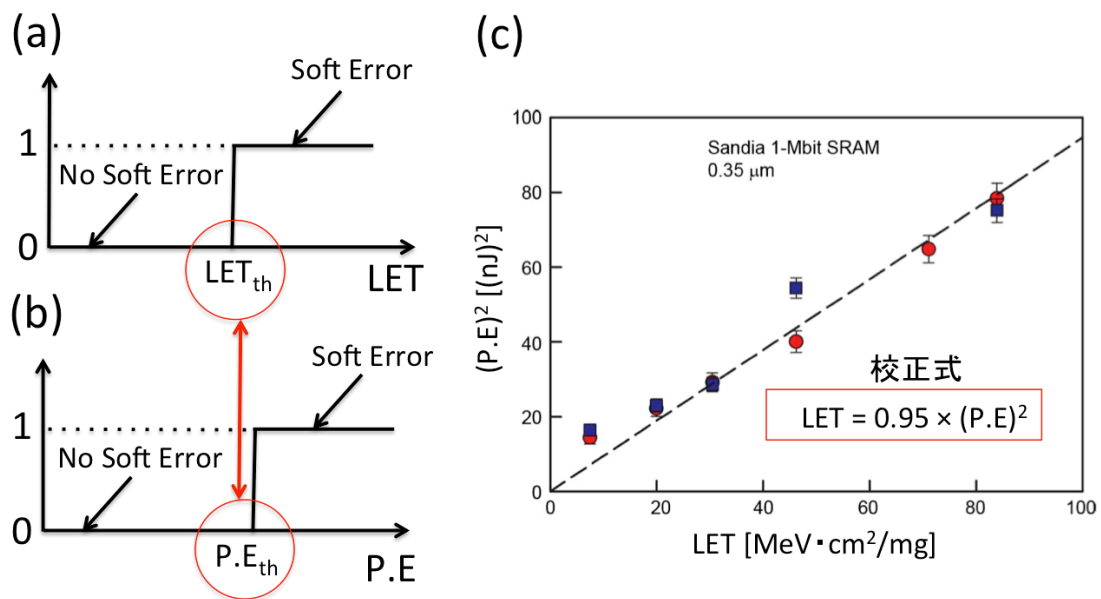 (a)
Soft Error
1
No Soft Error
0
LETth
LET
(b)
Soft Error
1
No Soft Error
0
P.Eth
P.E
(c)
100
80
60
40
20
0
(P.E)² [(nJ)²]
Sandia 1-Mbit SRAM
0.35 μm
校正式
LET = 0.95 × (P.E)²
0 20 40 60 80 100
LET [MeV・cm²/mg]